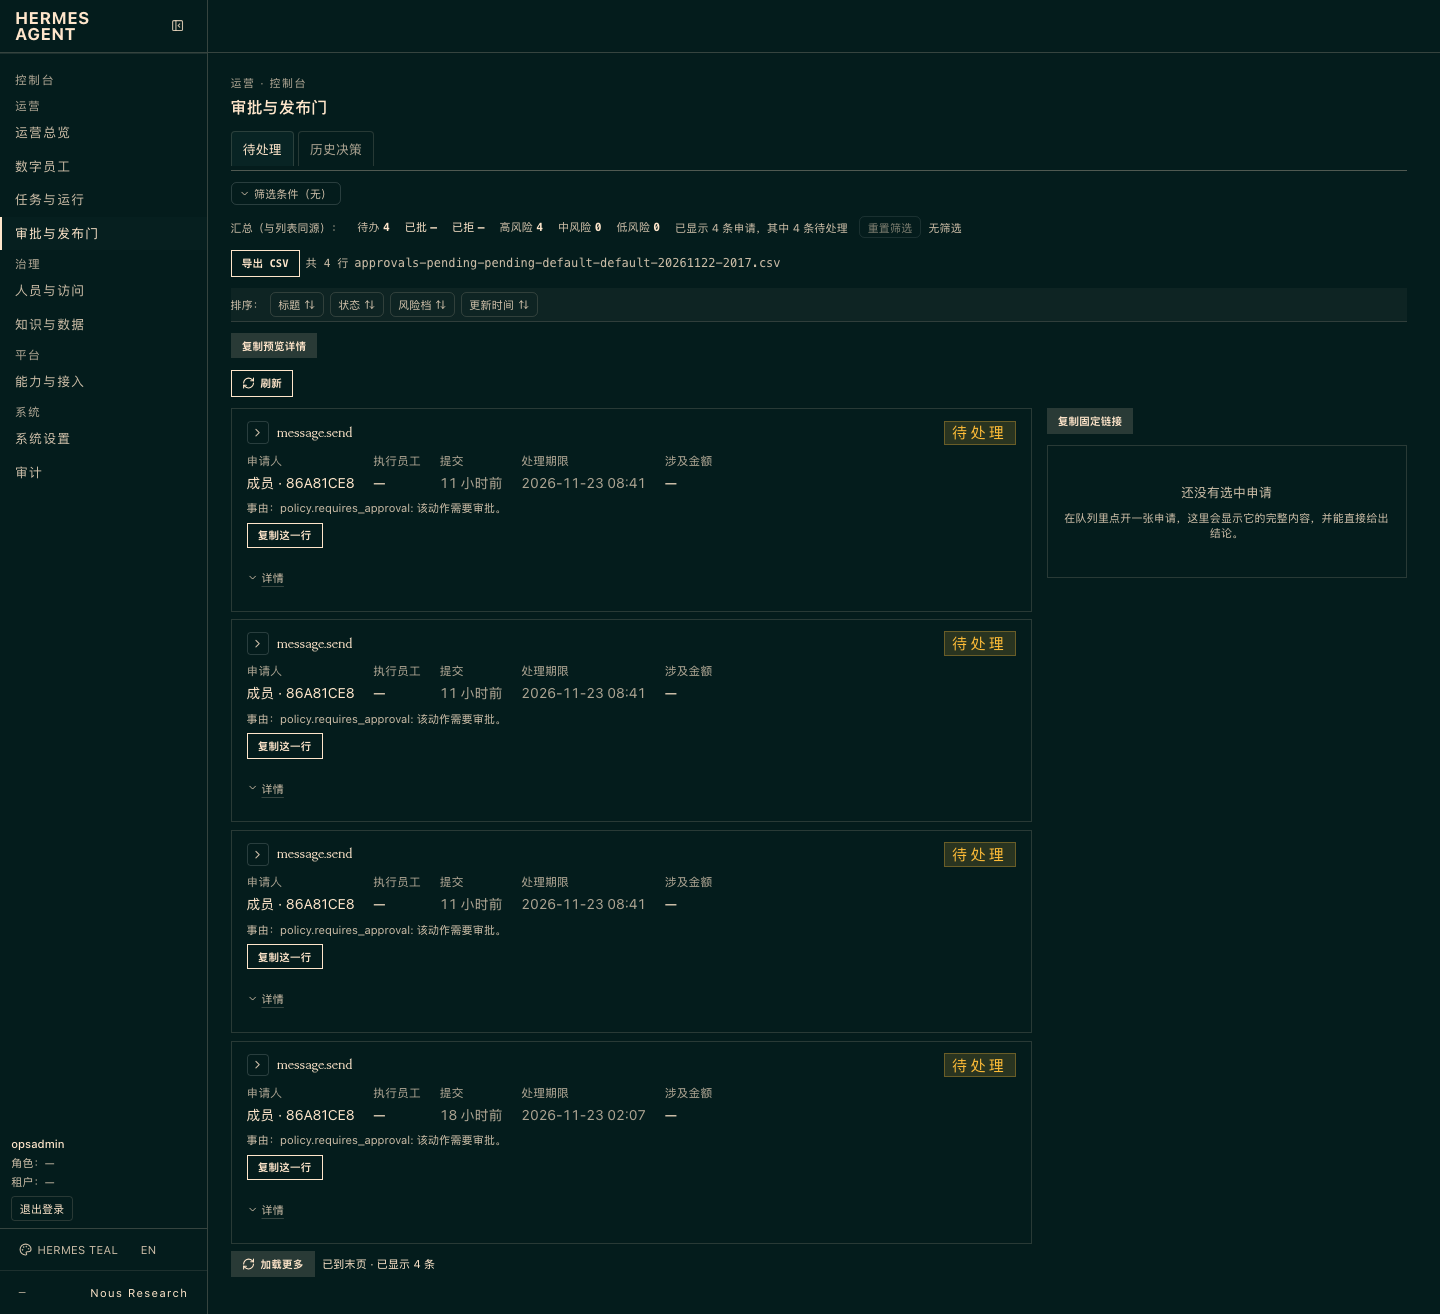 HERMES
AGENT
控制台
运营
运营总览
数字员工
任务与运行
审批与发布门
治理
人员与访问
知识与数据
平台
能力与接入
系统
系统设置
审计
opsadmin
角色：—
租户：—
退出登录
HERMES TEAL EN
— Nous Research
运营 · 控制台
审批与发布门
待处理 历史决策
筛选条件（无）
汇总（与列表同源）： 待办 4 已批 — 已拒 — 高风险 4 中风险 0 低风险 0 已显示 4 条申请，其中 4 条待处理 重置筛选 无筛选
导出 CSV 共 4 行 approvals-pending-pending-default-default-20261122-2017.csv
排序： 标题 ⇅ 状态 ⇅ 风险档 ⇅ 更新时间 ⇅
复制预览详情
刷新
message.send 待处理
申请人 执行员工 提交 处理期限 涉及金额
成员 · 86A81CE8 — 11 小时前 2026-11-23 08:41 —
事由：policy.requires_approval: 该动作需要审批。
复制这一行
详情
message.send 待处理
申请人 执行员工 提交 处理期限 涉及金额
成员 · 86A81CE8 — 11 小时前 2026-11-23 08:41 —
事由：policy.requires_approval: 该动作需要审批。
复制这一行
详情
message.send 待处理
申请人 执行员工 提交 处理期限 涉及金额
成员 · 86A81CE8 — 11 小时前 2026-11-23 08:41 —
事由：policy.requires_approval: 该动作需要审批。
复制这一行
详情
message.send 待处理
申请人 执行员工 提交 处理期限 涉及金额
成员 · 86A81CE8 — 18 小时前 2026-11-23 02:07 —
事由：policy.requires_approval: 该动作需要审批。
复制这一行
详情
加载更多 已到末页 · 已显示 4 条
复制固定链接
还没有选中申请
在队列里点开一张申请，这里会显示它的完整内容，并能直接给出
结论。